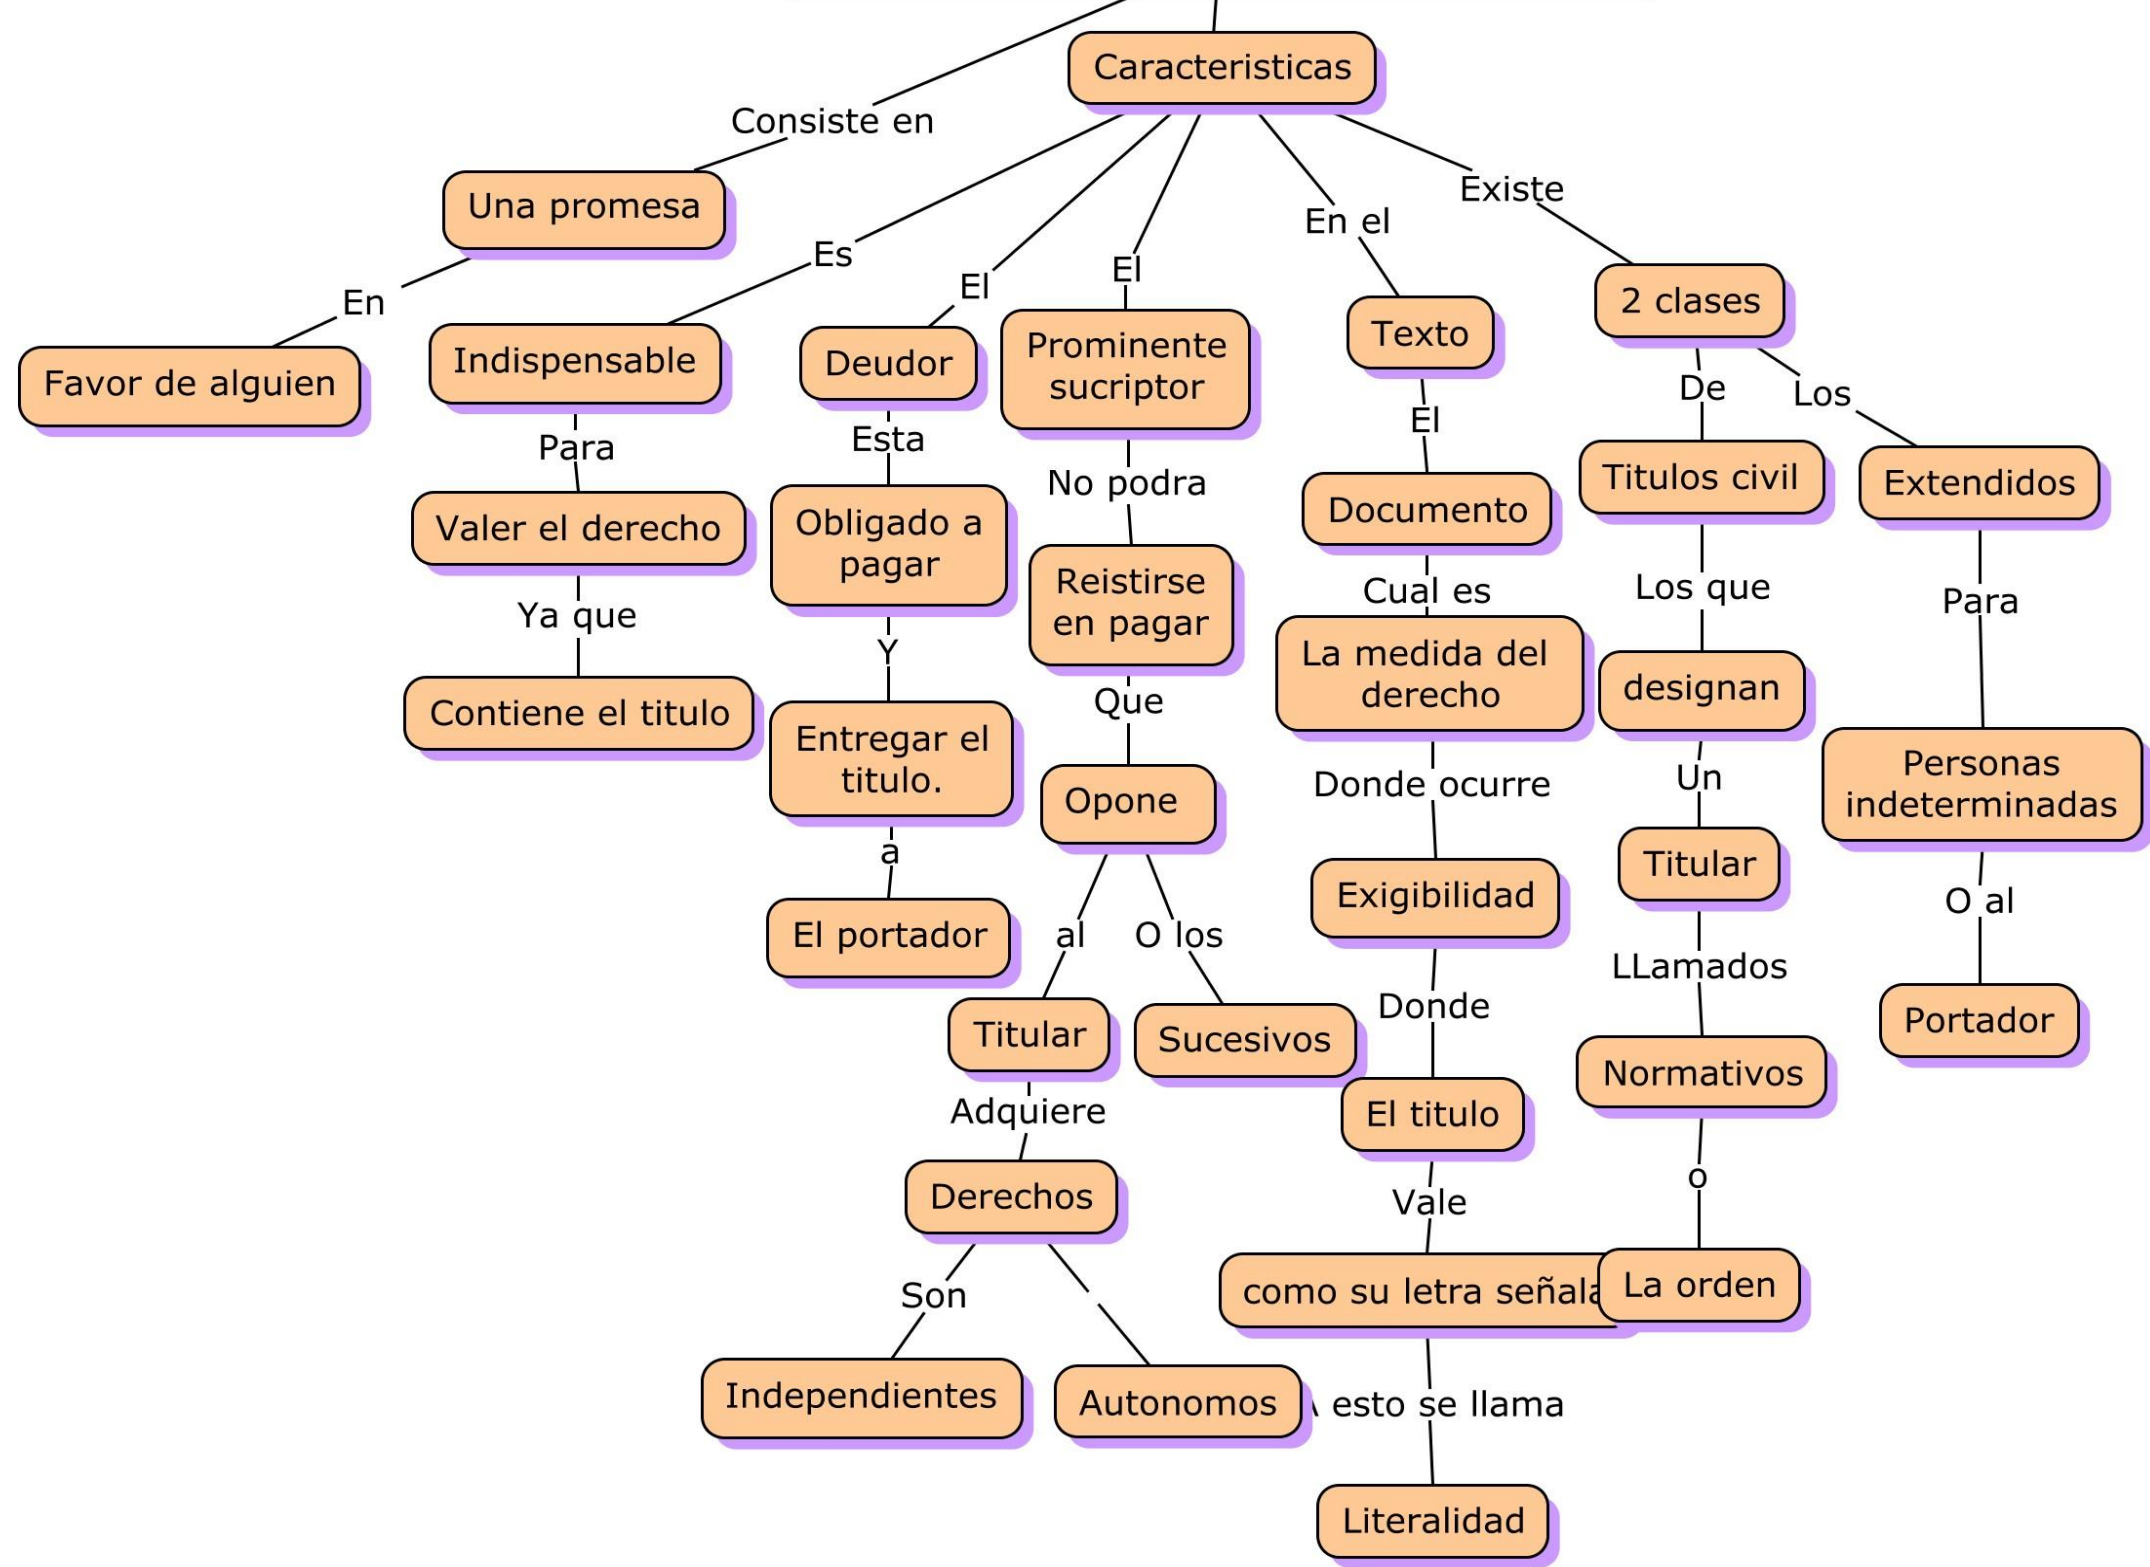 Caracteristicas
Consiste en
Una promesa
En
Favor de alguien
Es
Indispensable
Para
Valer el derecho
Ya que
Contiene el titulo
El
Deudor
Esta
Obligado a
pagar
Y
Entregar el
titulo.
a
El portador
El
Prominente
sucriptor
No podra
Reistirse
en pagar
Que
Opone
al
Titular
Adquiere
Derechos
Son
Independientes
Autonomos
O los
Sucesivos
En el
Texto
El
Documento
Cual es
La medida del
derecho
Donde ocurre
Exigibilidad
Donde
El titulo
Vale
como su letra señala
A esto se llama
Literalidad
Existe
2 clases
De
Titulos civil
Los que
designan
Un
Titular
LLamados
Normativos
o
La orden
Los
Extendidos
Para
Personas
indeterminadas
O al
Portador